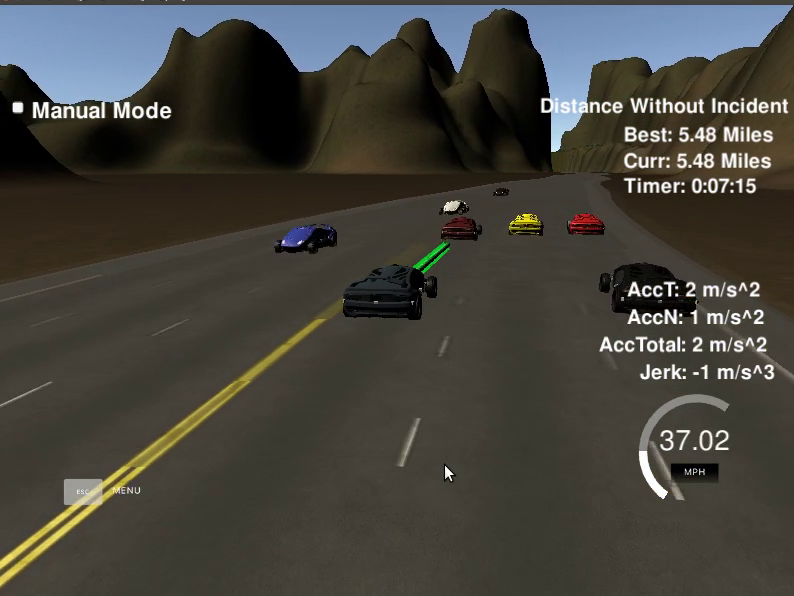 Manual Mode
Distance Without Incident
Best: 5.48 Miles
Curr: 5.48 Miles
Timer: 0:07:15
AccT: 2 m/s^2
AccN: 1 m/s^2
AccTotal: 2 m/s^2
Jerk: -1 m/s^3
37.02
MPH
ESC MENU